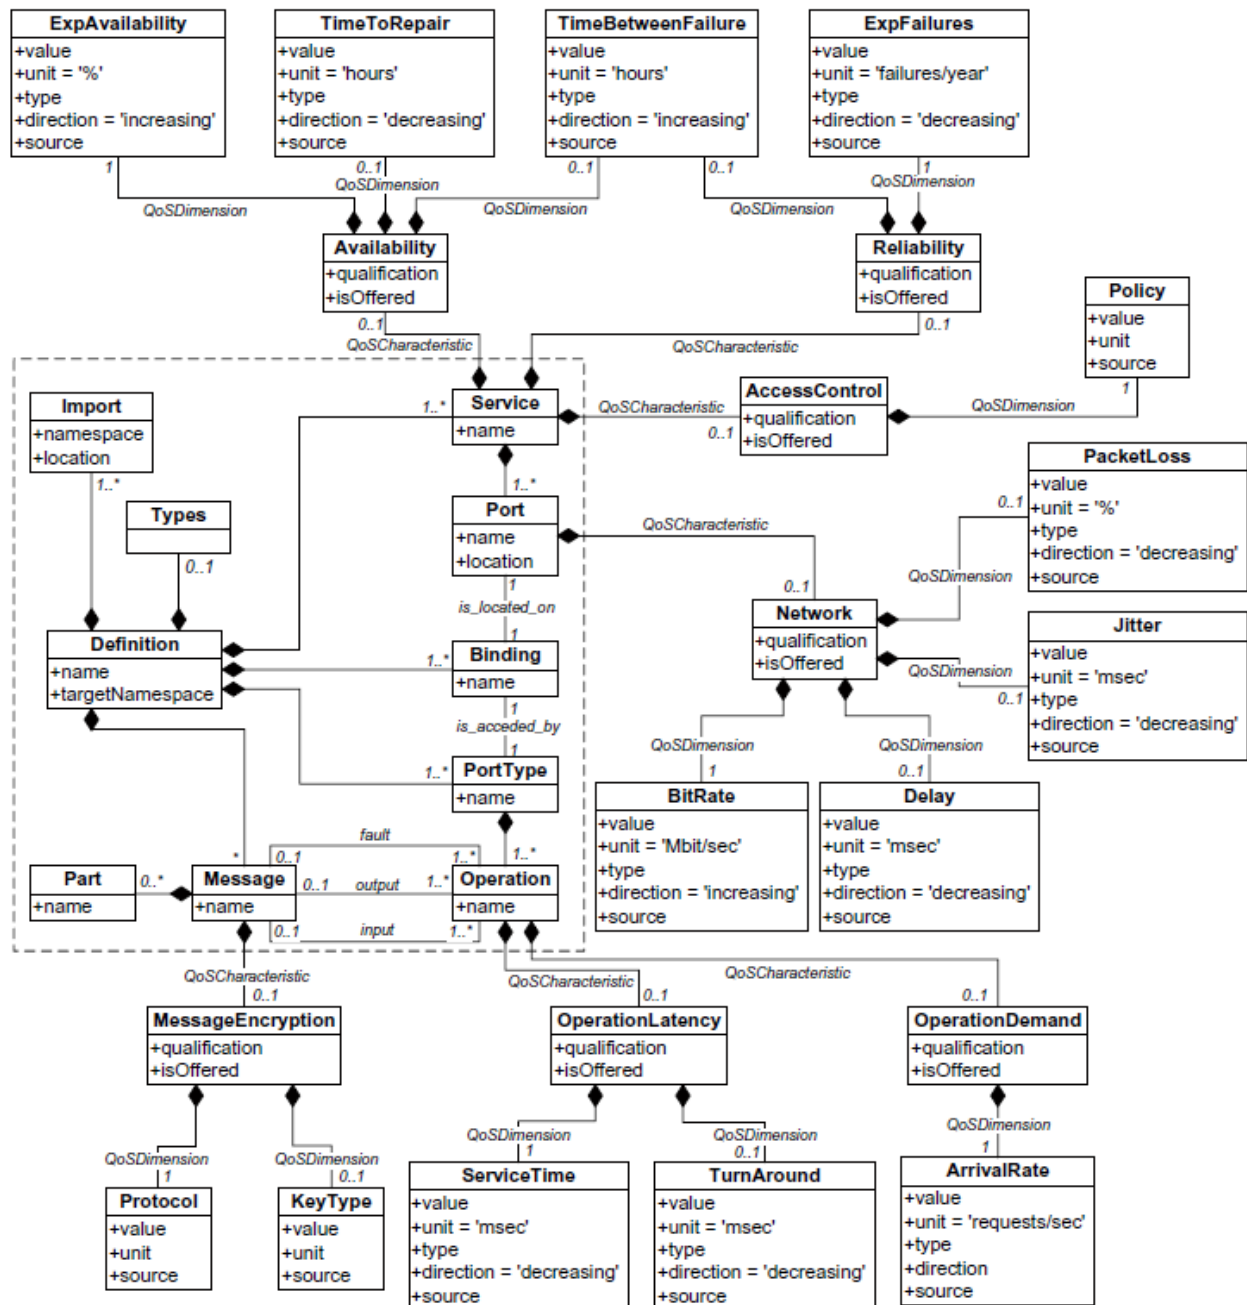 ExpAvailability
+value
+unit = '%'
+type
+direction = 'increasing'
+source
TimeToRepair
+value
+unit = 'hours'
+type
+direction = 'decreasing'
+source
TimeBetweenFailure
+value
+unit = 'hours'
+type
+direction = 'increasing'
+source
ExpFailures
+value
+unit = 'failures/year'
+type
+direction = 'decreasing'
+source
1
0..1
0..1
0..1
1
QoSDimension
QoSDimension
QoSDimension
QoSDimension
QoSDimension
Availability
+qualification
+isOffered
Reliability
+qualification
+isOffered
0..1
QoSCharacteristic
0..1
QoSCharacteristic
Policy
+value
+unit
+source
1
QoSDimension
AccessControl
+qualification
+isOffered
QoSCharacteristic
0..1
Service
+name
1..*
Import
+namespace
+location
1..*
Types
0..1
1..*
Port
+name
+location
QoSCharacteristic
0..1
1
is_located_on
1
Definition
+name
+targetNamespace
1..*
Binding
+name
1
is_acceded_by
1
1..*
PortType
+name
1..*
Network
+qualification
+isOffered
PacketLoss
+value
+unit = '%'
+type
+direction = 'decreasing'
+source
0..1
QoSDimension
Jitter
+value
+unit = 'msec'
+type
+direction = 'decreasing'
+source
QoSDimension
0..1
QoSDimension
1
QoSDimension
0..1
BitRate
+value
+unit = 'Mbit/sec'
+type
+direction = 'increasing'
+source
Delay
+value
+unit = 'msec'
+type
+direction = 'decreasing'
+source
*
Part
+name
0..*
Message
+name
fault
0..1
1..*
0..1
output
1..*
0..1
input
1..*
Operation
+name
QoSCharacteristic
0..1
QoSCharacteristic
0..1
QoSCharacteristic
0..1
MessageEncryption
+qualification
+isOffered
OperationLatency
+qualification
+isOffered
OperationDemand
+qualification
+isOffered
QoSDimension
1
QoSDimension
0..1
QoSDimension
1
QoSDimension
0..1
QoSDimension
1
Protocol
+value
+unit
+source
KeyType
+value
+unit
+source
ServiceTime
+value
+unit = 'msec'
+type
+direction = 'decreasing'
+source
TurnAround
+value
+unit = 'msec'
+type
+direction = 'decreasing'
+source
ArrivalRate
+value
+unit = 'requests/sec'
+type
+direction
+source